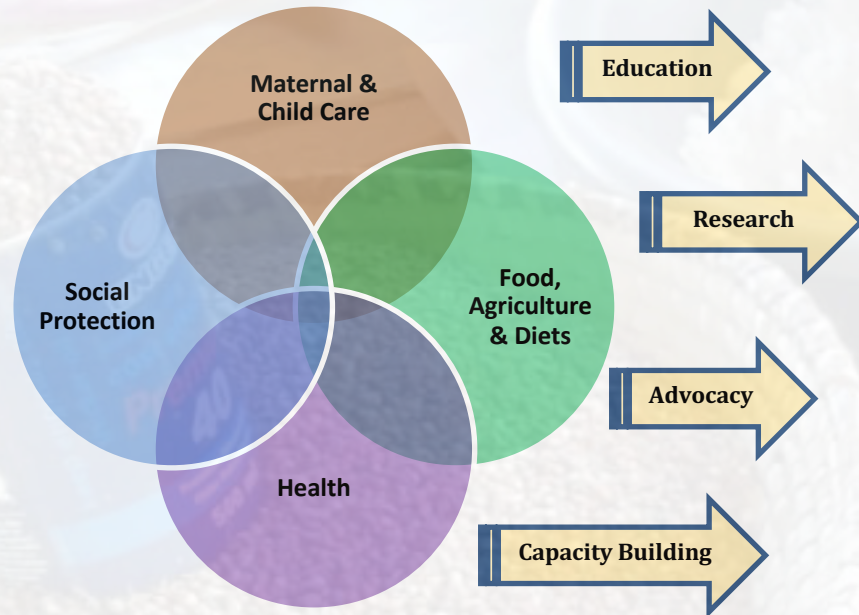 Maternal &
Child Care
Social
Protection
Food,
Agriculture
& Diets
Health
Education
Research
Advocacy
Capacity Building